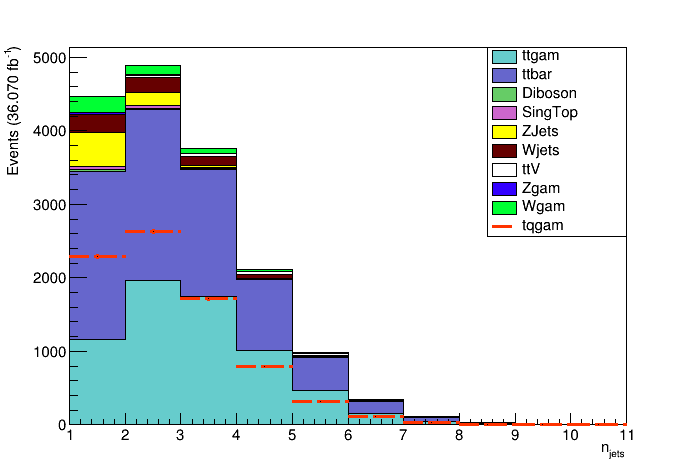 Events (36.070 fb⁻¹)
5000
4000
3000
2000
1000
0
ttgam
ttbar
Diboson
SingTop
ZJets
Wjets
ttV
Zgam
Wgam
tqgam
1 2 3 4 5 6 7 8 9 10 11
n_jets